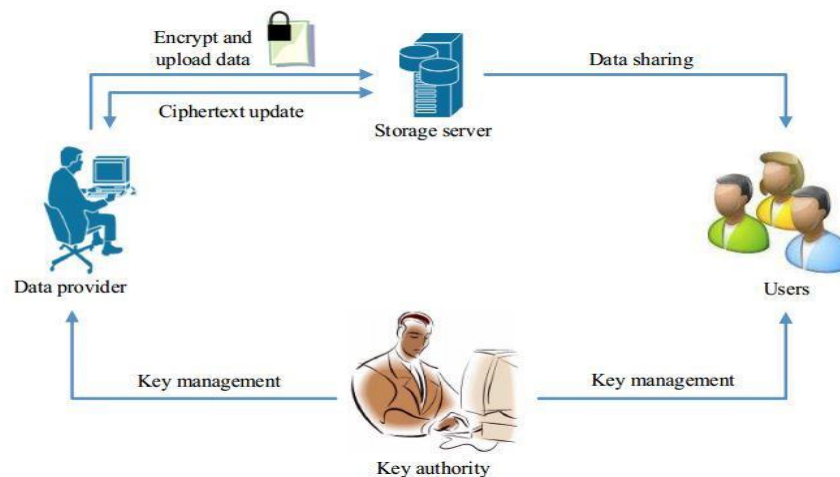 Encrypt and
upload data
Data sharing
Ciphertext update
Storage server
Data provider
Users
Key management
Key management
Key authority